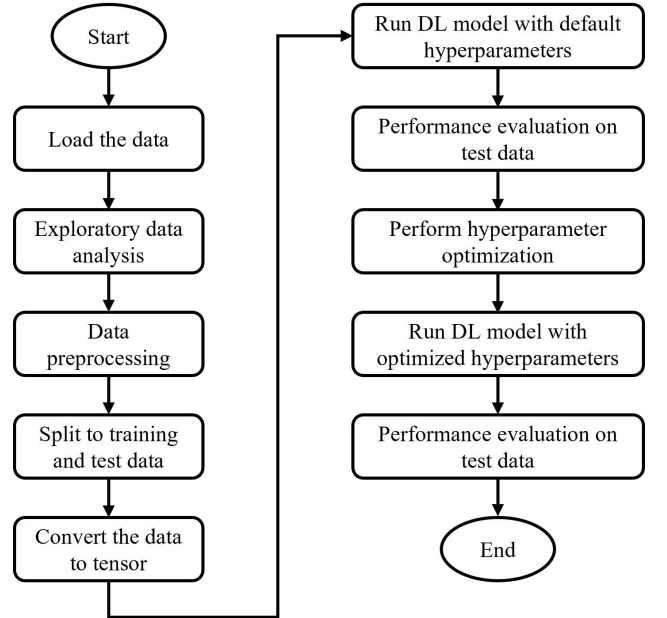 Start
Load the data
Exploratory data
analysis
Data
preprocessing
Split to training
and test data
Convert the data
to tensor
Run DL model with default
hyperparameters
Performance evaluation on
test data
Perform hyperparameter
optimization
Run DL model with
optimized hyperparameters
Performance evaluation on
test data
End